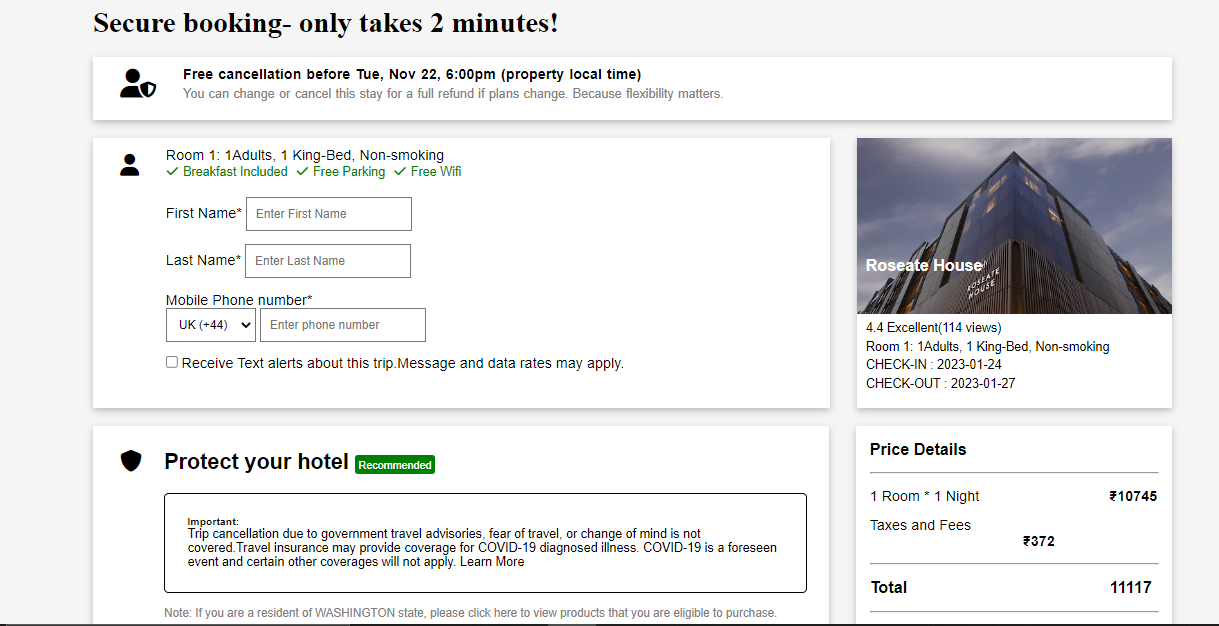 Secure booking- only takes 2 minutes!
Free cancellation before Tue, Nov 22, 6:00pm (property local time)
You can change or cancel this stay for a full refund if plans change. Because flexibility matters.
Room 1: 1Adults, 1 King-Bed, Non-smoking
Breakfast Included Free Parking Free Wifi
First Name* Enter First Name
Last Name* Enter Last Name
Mobile Phone number*
UK (+44) Enter phone number
Receive Text alerts about this trip.Message and data rates may apply.
Roseate House
ROSEATE
HOUSE
4.4 Excellent(114 views)
Room 1: 1Adults, 1 King-Bed, Non-smoking
CHECK-IN : 2023-01-24
CHECK-OUT : 2023-01-27
Protect your hotel Recommended
Important:
Trip cancellation due to government travel advisories, fear of travel, or change of mind is not
covered.Travel insurance may provide coverage for COVID-19 diagnosed illness. COVID-19 is a foreseen
event and certain other coverages will not apply. Learn More
Note: If you are a resident of WASHINGTON state, please click here to view products that you are eligible to purchase.
Price Details
1 Room * 1 Night ₹10745
Taxes and Fees
₹372
Total 11117